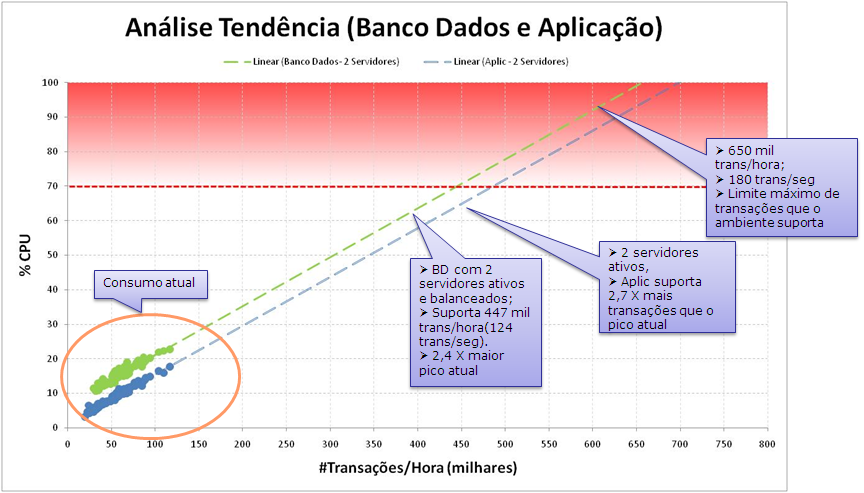 Análise Tendência (Banco Dados e Aplicação)
Linear (Banco Dados- 2 Servidores) Linear (Aplic - 2 Servidores)
% CPU
100
90
80
70
60
50
40
30
20
10
0
0 50 100 150 200 250 300 350 400 450 500 550 600 650 700 750 800
#Transações/Hora (milhares)
Consumo atual
➢ BD com 2
servidores ativos
e balanceados;
➢ Suporta 447 mil
trans/hora(124
trans/seg).
➢ 2,4 X maior
pico atual
➢ 2 servidores
ativos,
➢ Aplic suporta
2,7 X mais
transações que o
pico atual
➢ 650 mil
trans/hora;
➢ 180 trans/seg
➢ Limite máximo de
transações que o
ambiente suporta